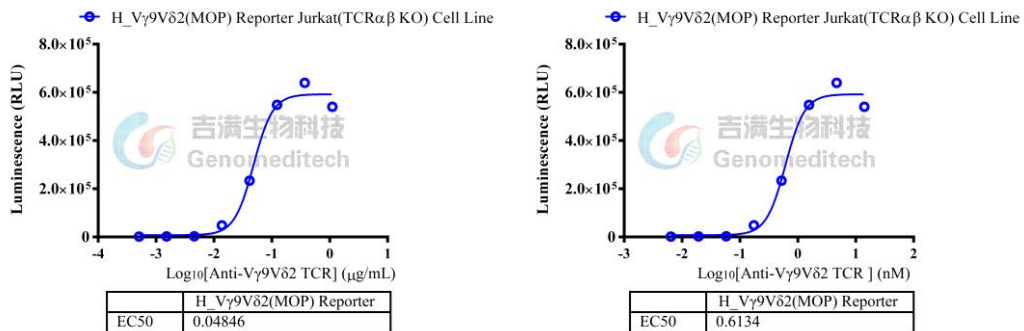 H_Vγ9Vδ2(MOP) Reporter Jurkat(TCRαβ KO) Cell Line
8.0×10⁵
6.0×10⁵
4.0×10⁵
2.0×10⁵
0
Luminescence (RLU)
吉满生物科技
Genomeditech
-4 -3 -2 -1 0 1
Log₁₀[Anti-Vγ9Vδ2 TCR] (μg/mL)
H_Vγ9Vδ2(MOP) Reporter
EC50 0.04846
H_Vγ9Vδ2(MOP) Reporter Jurkat(TCRαβ KO) Cell Line
8.0×10⁵
6.0×10⁵
4.0×10⁵
2.0×10⁵
0
Luminescence (RLU)
吉满生物科技
Genomeditech
-3 -2 -1 0 1 2
Log₁₀[Anti-Vγ9Vδ2 TCR ] (nM)
H_Vγ9Vδ2(MOP) Reporter
EC50 0.6134